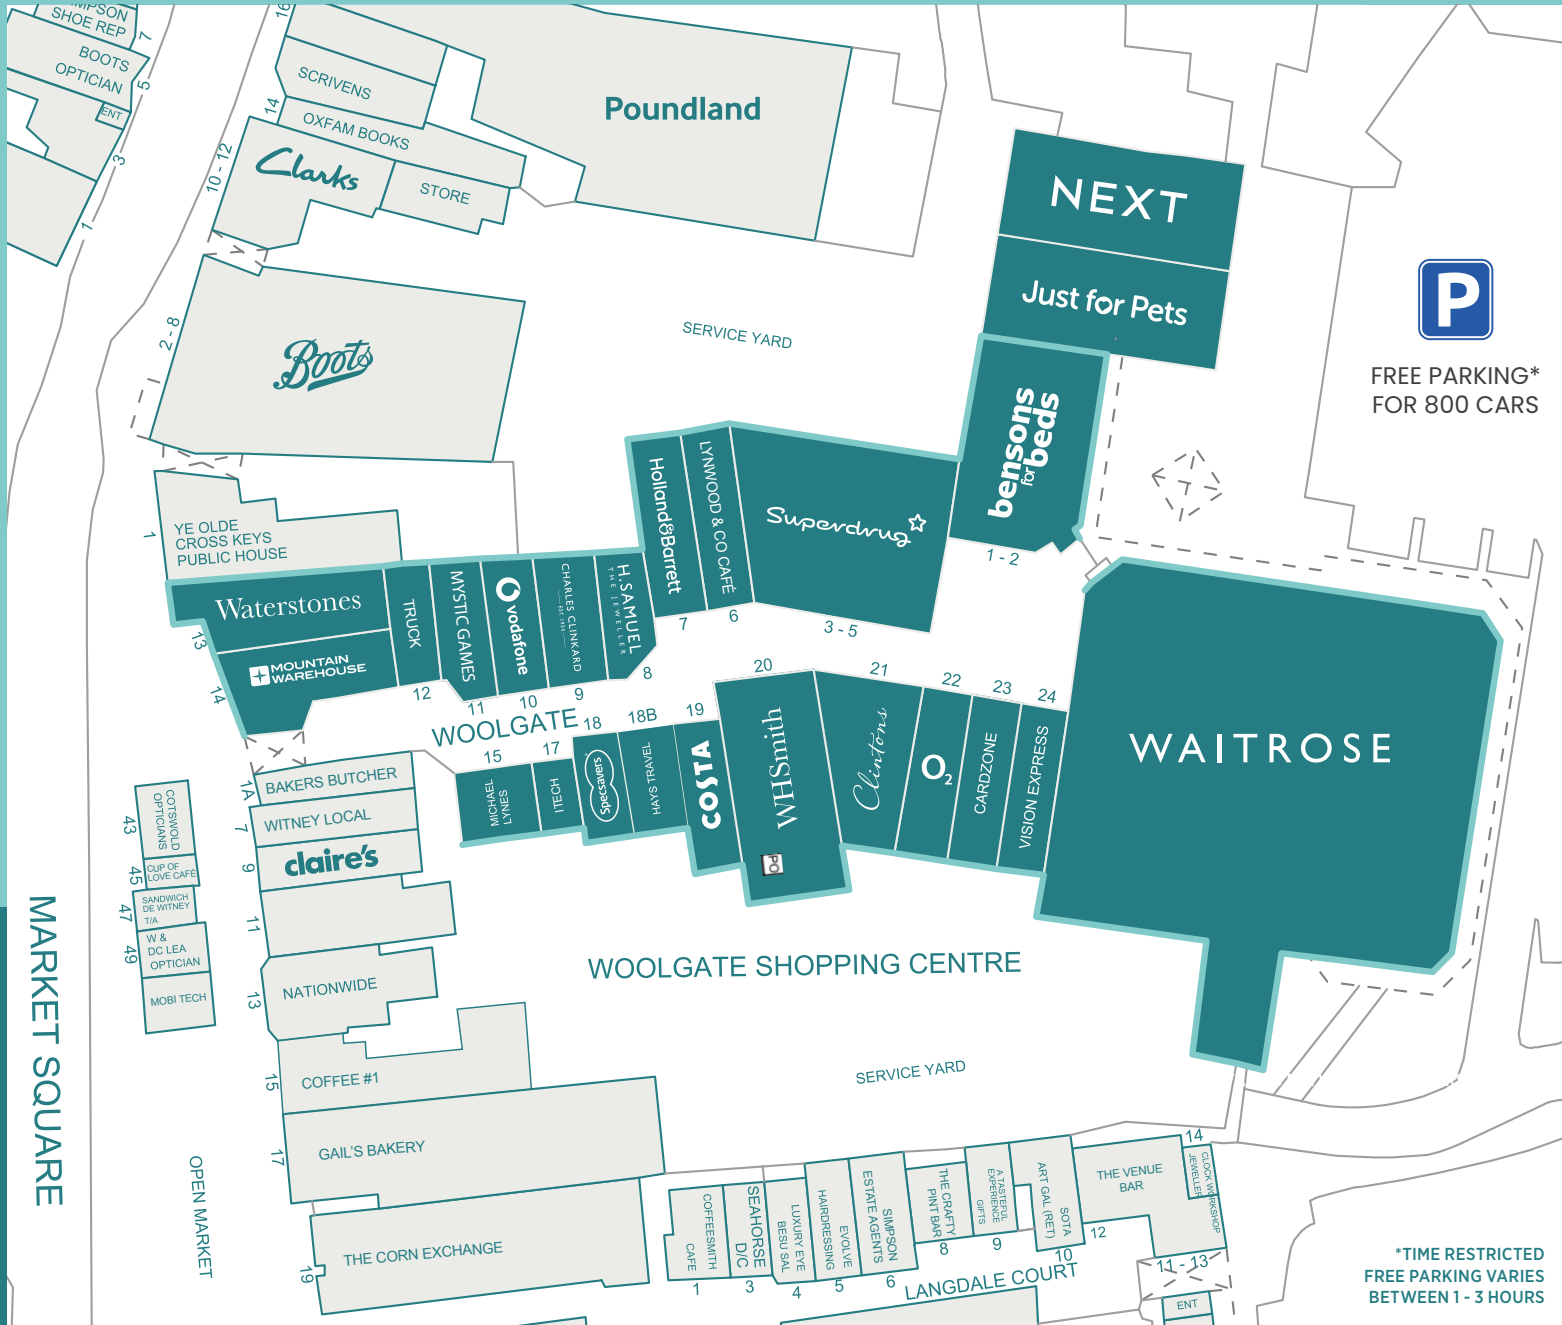 MPSON
SHOE REP
7
BOOTS
OPTICIAN
5
ENT
3
1
16
SCRIVENS
14
OXFAM BOOKS
10 - 12
Clarks
STORE
Poundland
2 - 8
Boots
SERVICE YARD
NEXT
Just for Pets
bensons
for
beds
1 - 2
P
FREE PARKING*
FOR 800 CARS
1
YE OLDE
CROSS KEYS
PUBLIC HOUSE
Waterstones
13
MOUNTAIN
WAREHOUSE
14
TRUCK
12
MYSTIC GAMES
11
vodafone
10
CHARLES CLINKARD
EST. 1924
9
H.SAMUEL
THE JEWELLER
8
Holland&Barrett
7
LYNWOOD & CO CAFÉ
6
Superdrug
3 - 5
WOOLGATE
15
MICHAEL
LYNES
17
ITECH
18
Specsavers
18B
HAYS TRAVEL
19
COSTA
20
WHSmith
PO
21
Clintons
22
O2
23
CARDZONE
24
VISION EXPRESS
WAITROSE
1A
BAKERS BUTCHER
7
WITNEY LOCAL
9
claire's
11
13
NATIONWIDE
15
COFFEE #1
17
GAIL'S BAKERY
19
THE CORN EXCHANGE
43
COTSWOLD
OPTICIANS
45
CUP OF
LOVE CAFÉ
47
SANDWICH
DE WITNEY
T/A
49
W &
DC LEA
OPTICIAN
MOBI TECH
MARKET SQUARE
OPEN MARKET
WOOLGATE SHOPPING CENTRE
SERVICE YARD
COFFEESMITH
CAFE
1
SEAHORSE
D/C
3
LUXURY EYE
BESU SAL
4
EVOLVE
HAIRDRESSING
5
SIMPSON
ESTATE AGENTS
6
THE CRAFTY
PINT BAR
8
A TASTEFUL
EXPERIENCE
GIFTS
9
SOTA
ART GAL (RET)
10
THE VENUE
BAR
12
14
CLOCK WORKSHOP
JEWELLER
11 - 13
LANGDALE COURT
ENT
*TIME RESTRICTED
FREE PARKING VARIES
BETWEEN 1 - 3 HOURS